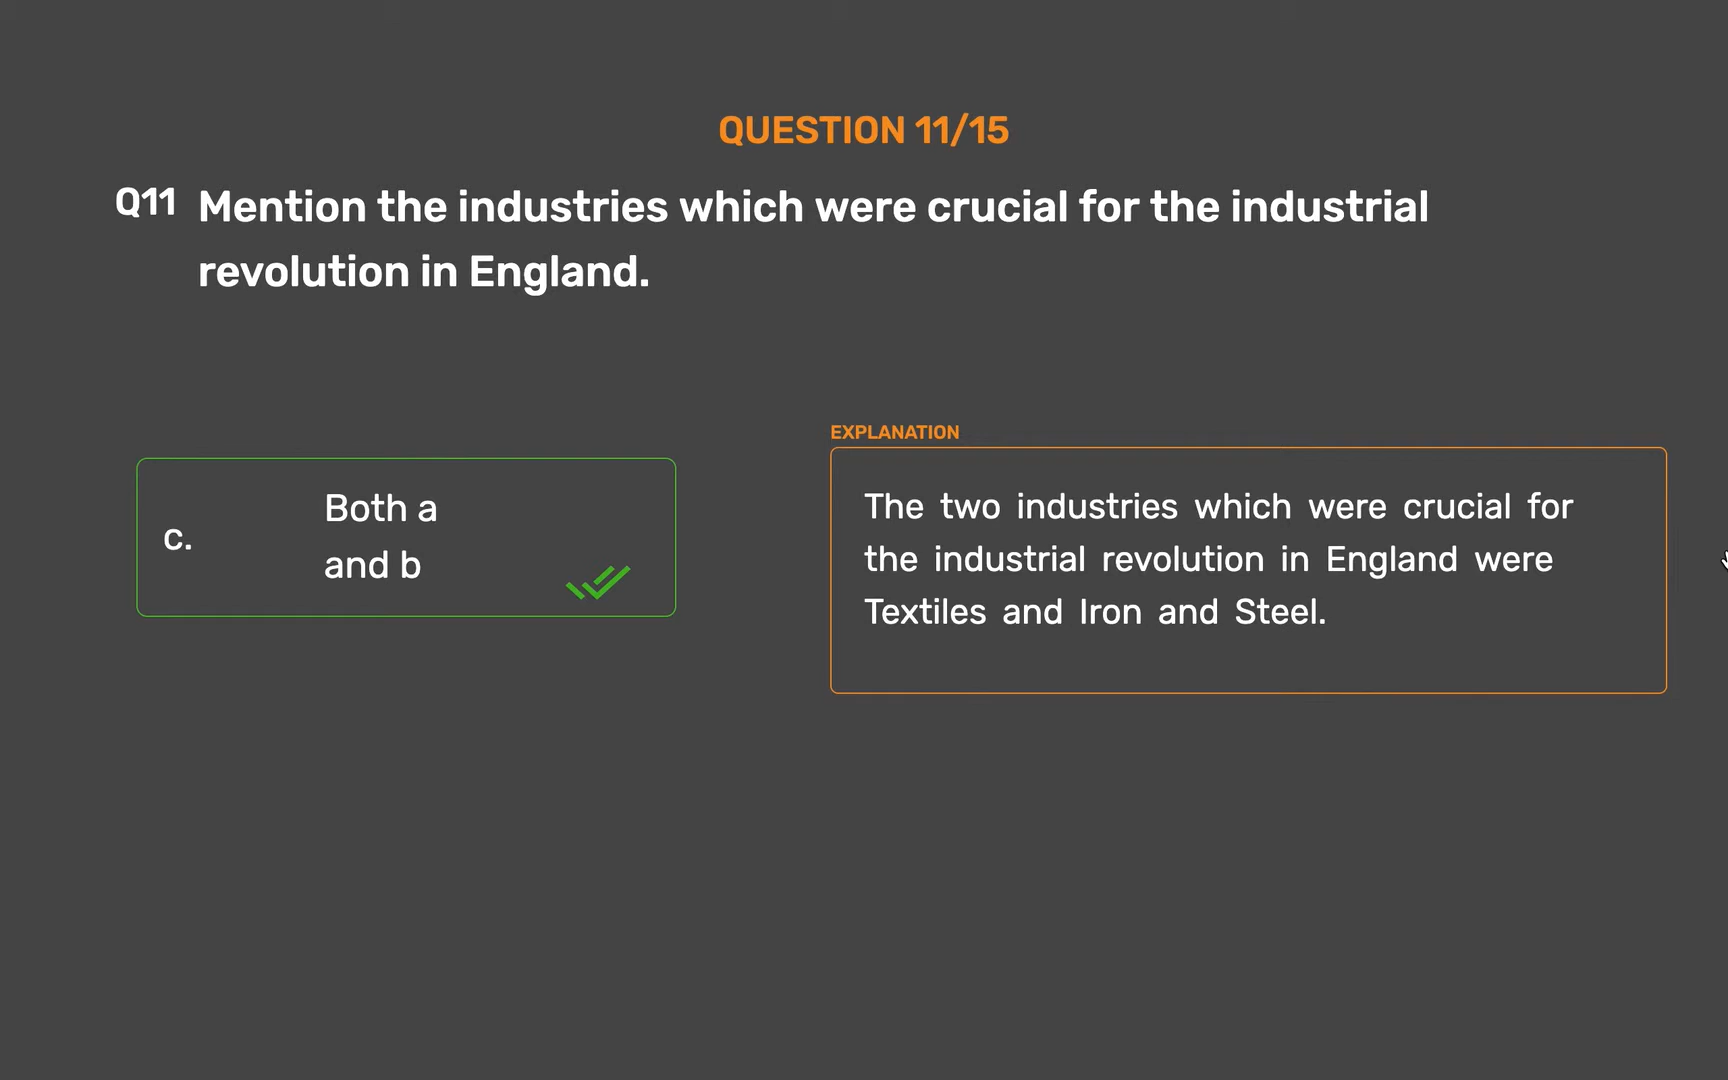 QUESTION 11/15
Q11 Mention the industries which were crucial for the industrial
revolution in England.
c. Both a
and b
EXPLANATION
The two industries which were crucial for
the industrial revolution in England were
Textiles and Iron and Steel.